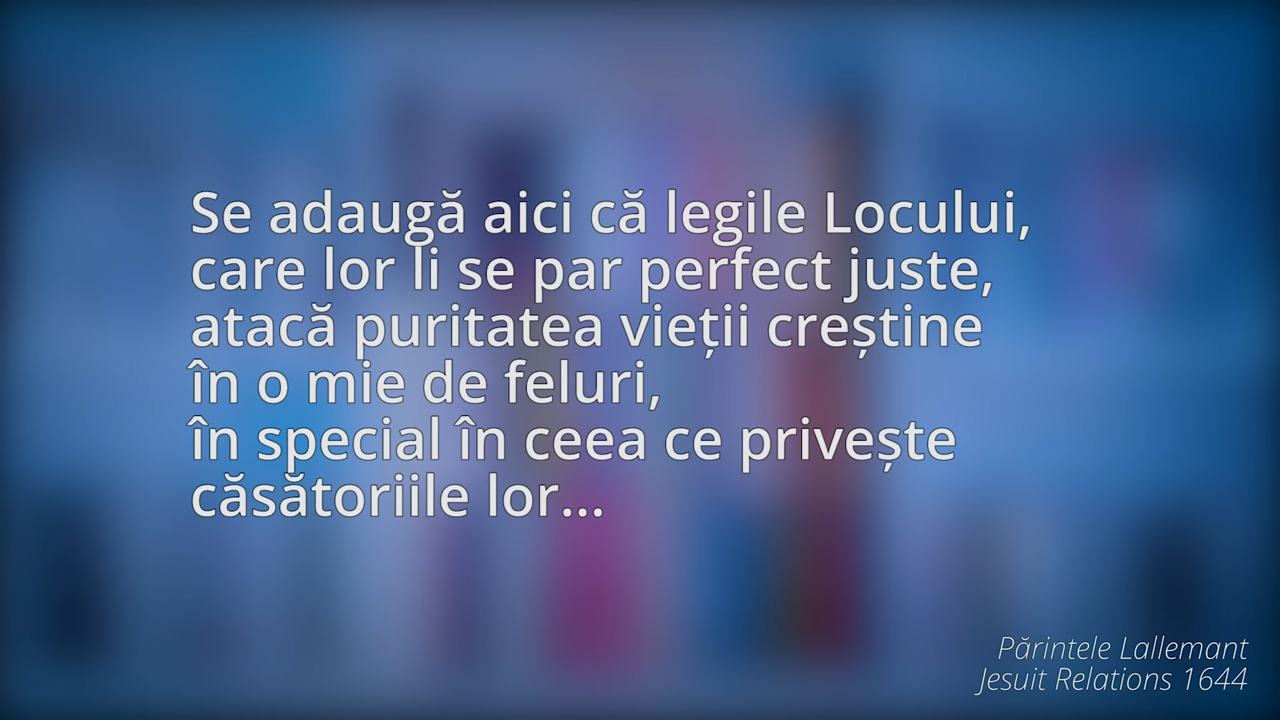 Se adaugă aici că legile Locului,
care lor li se par perfect juste,
atacă puritatea vieții creștine
în o mie de feluri,
în special în ceea ce privește
căsătoriile lor...
Părintele Lallemant
Jesuit Relations 1644